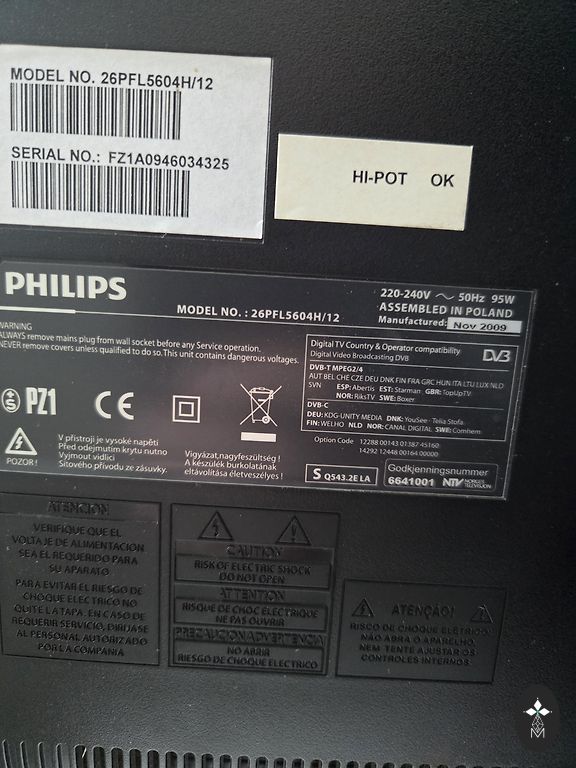 MODEL NO. 26PFL5604H/12
SERIAL NO.: FZ1A0946034325
HI-POT OK
PHILIPS
MODEL NO. : 26PFL5604H/12
220-240V ~ 50Hz 95W
ASSEMBLED IN POLAND
Manufactured: Nov 2009
WARNING
ALWAYS remove mains plug from wall socket before any Service operation.
NEVER remove covers unless qualified to do so. This unit contains dangerous voltages.
PZ1
CE
POZOR !
V přístroji je vysoké napětí
Před odejmutím krytu nutno
Vyjmout vidlici
Sítového přívodu ze zásuvky.
Vigyázat,nagyfeszültség !
A készülék burkolatának
eltávolítása életveszélyes !
Digital TV Country & Operator compatibility
Digital Video Broadcasting DVB
DVB
DVB-T MPEG2/4
AUT BEL CHE CZE DEU DNK FIN FRA GRC HUN ITA LTU LUX NLD
SVN ESP: Abertis EST: Starman GBR: TopUpTV
NOR: RiksTV SWE: Boxer
DVB-C
DEU: KDG-UNITY MEDIA DNK: YouSee - Telia Stofa
FIN: WELHO NLD NOR: CANAL DIGITAL SWE: Comhem
Option Code 12288 00143 01387 45160
14292 12448 00164 00000
S Q543.2E LA
Godkjenningsnummer
6641001 NTV NORGES TELEVISJON
ATENCION
VERIFIQUE QUE EL
VOLTAJE DE ALIMENTACION
SEA EL REQUERIDO PARA
SU APARATO
PARA EVITAR EL RIESGO DE
CHOQUE ELECTRICO NO
QUITE LA TAPA. EN CASO DE
REQUERIR SERVICIO, DIRIJASE
AL PERSONAL AUTORIZADO
POR LA COMPANIA
CAUTION
RISK OF ELECTRIC SHOCK
DO NOT OPEN
ATTENTION
RISQUE DE CHOC ELECTRIQUE
NE PAS OUVRIR
PRECAUCION ADVERTENCIA
NO ABRIR
RIESGO DE CHOQUE ELECTRICO
ATENÇÃO!
RISCO DE CHOQUE ELÉTRICO
NÃO ABRA O APARELHO,
NEM TENTE AJUSTAR OS
CONTROLES INTERNOS.
M